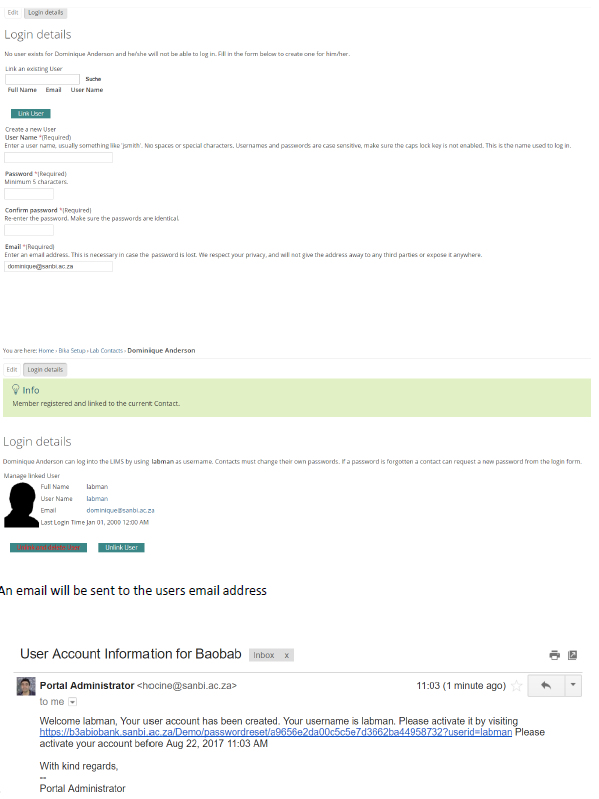 Edit Login details
Login details
No user exists for Dominique Anderson and he/she will not be able to log in. Fill in the form below to create one for him/her.
Link an existing User
Suche
Full Name Email User Name
Link User
Create a new User
User Name *(Required)
Enter a user name, usually something like 'jsmith'. No spaces or special characters. Usernames and passwords are case sensitive, make sure the caps lock key is not enabled. This is the name used to log in.
Password *(Required)
Minimum 5 characters.
Confirm password *(Required)
Re-enter the password. Make sure the passwords are identical.
Email *(Required)
Enter an email address. This is necessary in case the password is lost. We respect your privacy, and will not give the address away to any third parties or expose it anywhere.
dominique@sanbi.ac.za
You are here: Home › Bika Setup › Lab Contacts › Dominique Anderson
Edit Login details
Info
Member registered and linked to the current Contact.
Login details
Dominique Anderson can log into the LIMS by using labman as username. Contacts must change their own passwords. If a password is forgotten a contact can request a new password from the login form.
Manage linked User
Full Name labman
User Name labman
Email dominique@sanbi.ac.za
Last Login Time Jan 01, 2000 12:00 AM
Unlink User
An email will be sent to the users email address
User Account Information for Baobab Inbox x
Portal Administrator <hocine@sanbi.ac.za> 11:03 (1 minute ago)
to me
Welcome labman, Your user account has been created. Your username is labman. Please activate it by visiting
https://b3abiobank.sanbi.ac.za/Demo/passwordreset/a9656e2da00c5c5e7d3662ba44958732?userid=labman Please
activate your account before Aug 22, 2017 11:03 AM
With kind regards,
--
Portal Administrator